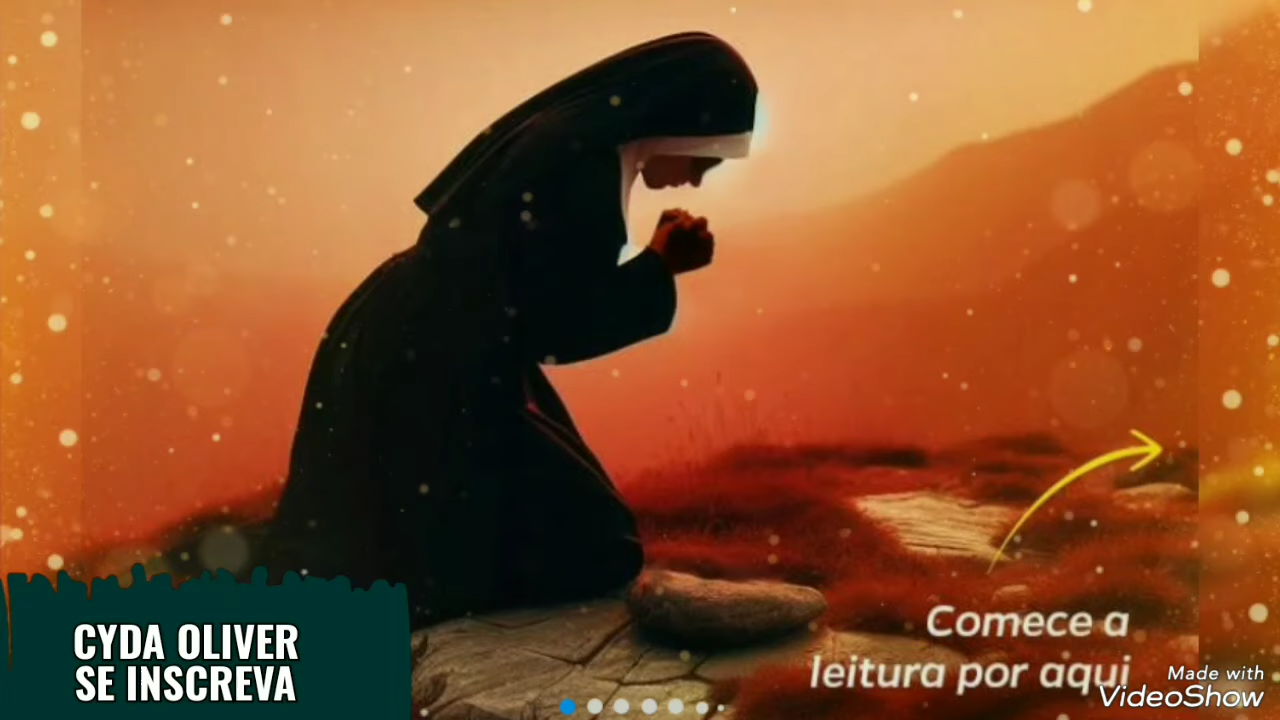 Comece a
leitura por aqui
CYDA OLIVER
SE INSCREVA
Made with
VideoShow